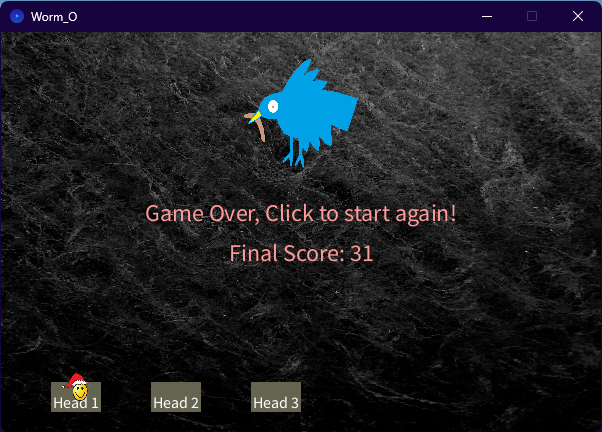 Worm_O
Game Over, Click to start again!
Final Score: 31
Head 1 Head 2 Head 3